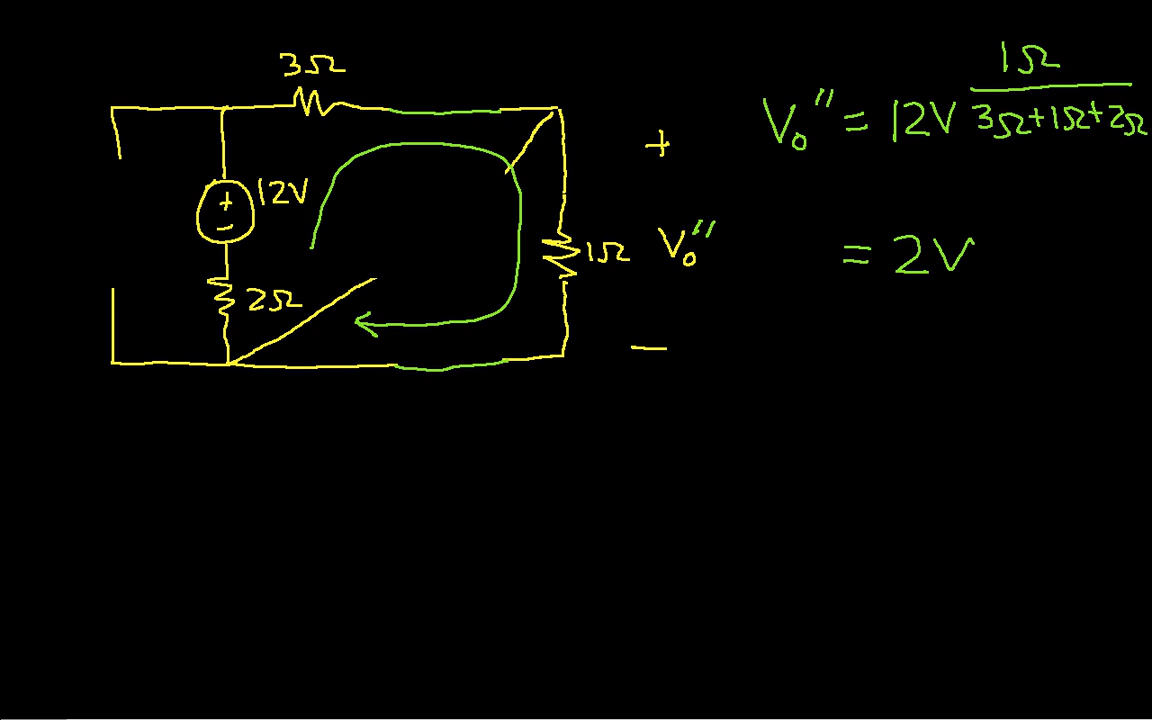 3Ω
12V
+
-
2Ω
1Ω
+
V₀''
-
V₀'' = 12V 1Ω / 3Ω+1Ω+2Ω
= 2V